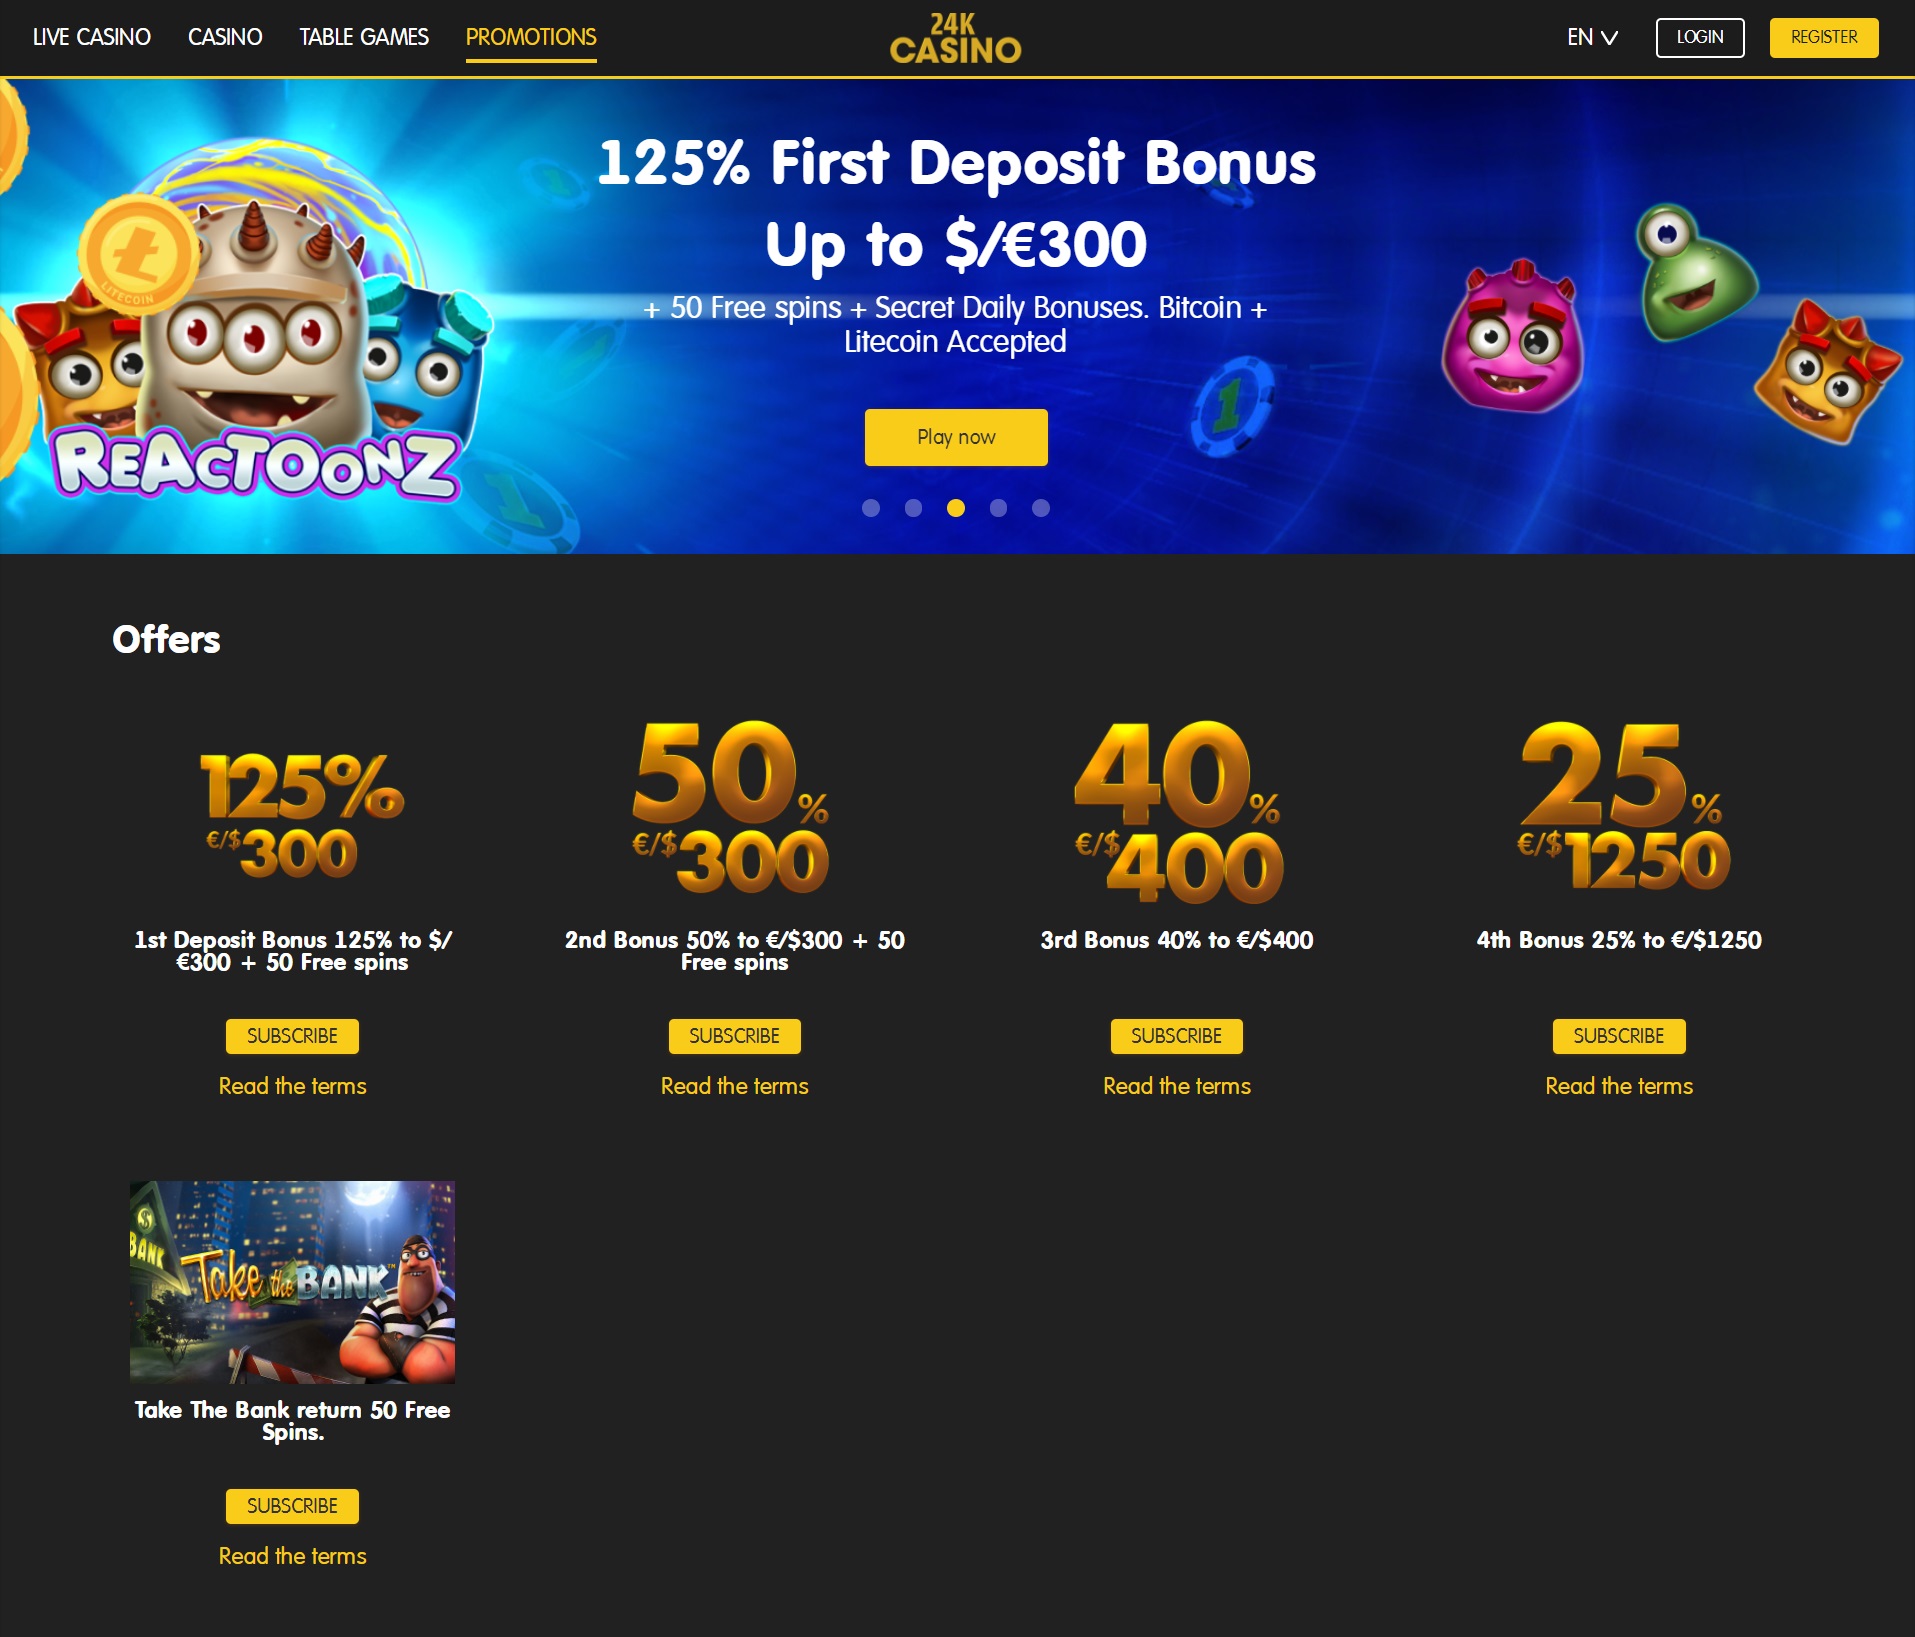 LIVE CASINO CASINO TABLE GAMES PROMOTIONS
24K
CASINO
EN LOGIN REGISTER
125% First Deposit Bonus
Up to $/€300
+ 50 Free spins + Secret Daily Bonuses. Bitcoin +
Litecoin Accepted
Play now
LITECOIN
REACTOONZ
1
1
Offers
125%
€/$300
50%
€/$300
40%
€/$400
25%
€/$1250
1st Deposit Bonus 125% to $/
€300 + 50 Free spins
2nd Bonus 50% to €/$300 + 50
Free spins
3rd Bonus 40% to €/$400
4th Bonus 25% to €/$1250
SUBSCRIBE SUBSCRIBE SUBSCRIBE SUBSCRIBE
Read the terms Read the terms Read the terms Read the terms
$
BANK
Take the BANK™
Take The Bank return 50 Free
Spins.
SUBSCRIBE
Read the terms